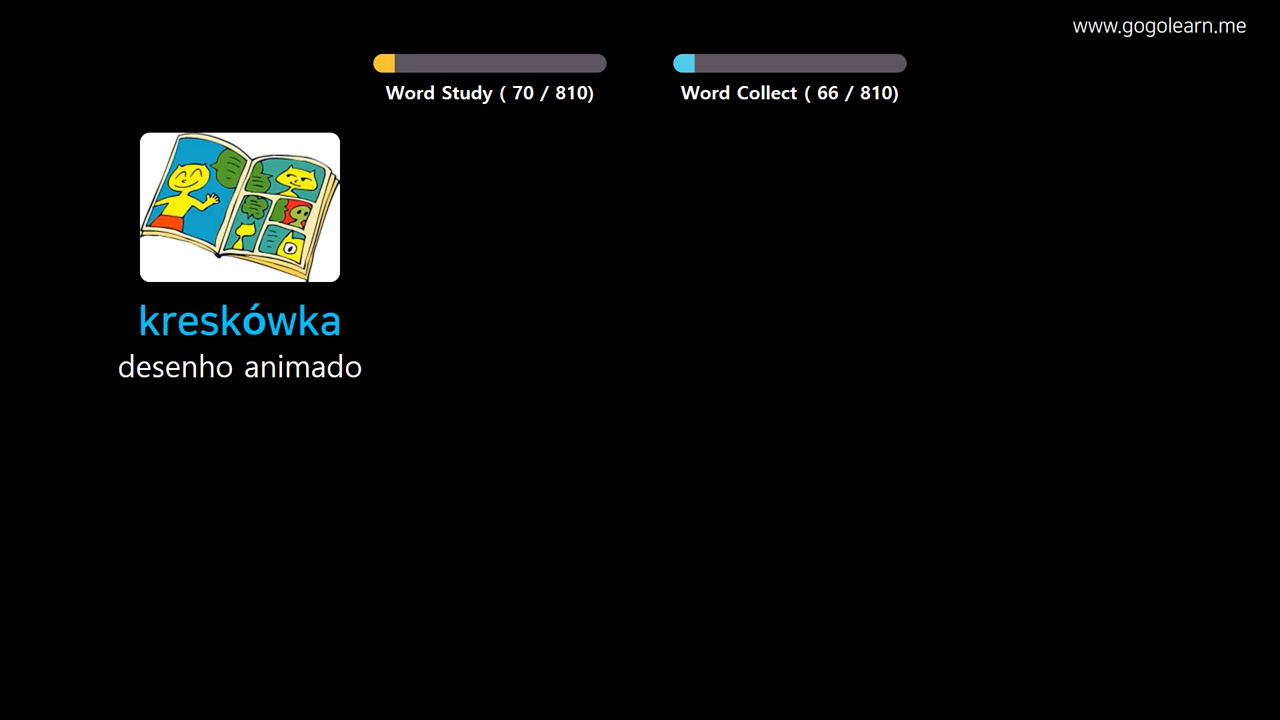 www.gogolearn.me
Word Study ( 70 / 810)
Word Collect ( 66 / 810)
kreskówka
desenho animado